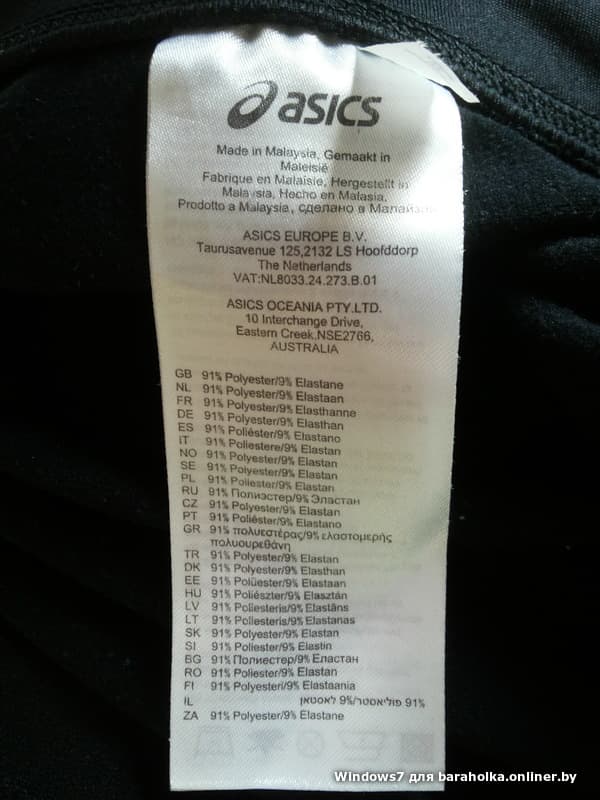 asics
Made in Malaysia, Gemaakt in
Maleisië
Fabrique en Malaisie, Hergestellt in
Malaysia, Hecho en Malasia,
Prodotto a Malaysia, сделано в Малайзии
ASICS EUROPE B.V.
Taurusavenue 125,2132 LS Hoofddorp
The Netherlands
VAT:NL8033.24.273.B.01
ASICS OCEANIA PTY.LTD.
10 Interchange Drive,
Eastern Creek.NSE2766,
AUSTRALIA
GB 91% Polyester/9% Elastane
NL 91% Polyester/9% Elastaan
FR 91% Polyester/9% Elasthanne
DE 91% Polyester/9% Elasthan
ES 91% Poliéster/9% Elastano
IT 91% Poliestere/9% Elastan
NO 91% Polyester/9% Elastan
SE 91% Polyester/9% Elastan
PL 91% Polyester/9% Elastan
RU 91% Полиэстер/9% Эластан
CZ 91% Polyester/9% Elastan
PT 91% Poliéster/9% Elastano
GR 91% πολυεστέρας/9% ελαστομερής
πολυουρεθάνη
TR 91% Polyester/9% Elastan
DK 91% Polyester/9% Elasthan
EE 91% Polüester/9% Elastaan
HU 91% Poliészter/9% Elasztán
LV 91% Poliesteris/9% Elastāns
LT 91% Poliesteris/9% Elastanas
SK 91% Polyester/9% Elastan
SI 91% Poliester/9% Elastin
BG 91% Полиестер/9% Еластан
RO 91% Poliester/9% Elastan
FI 91% Polyesteri/9% Elastaania
IL 91% פוליאסטר/9% לאסטאן
ZA 91% Polyester/9% Elastane
Windows7 для baraholka.onliner.by